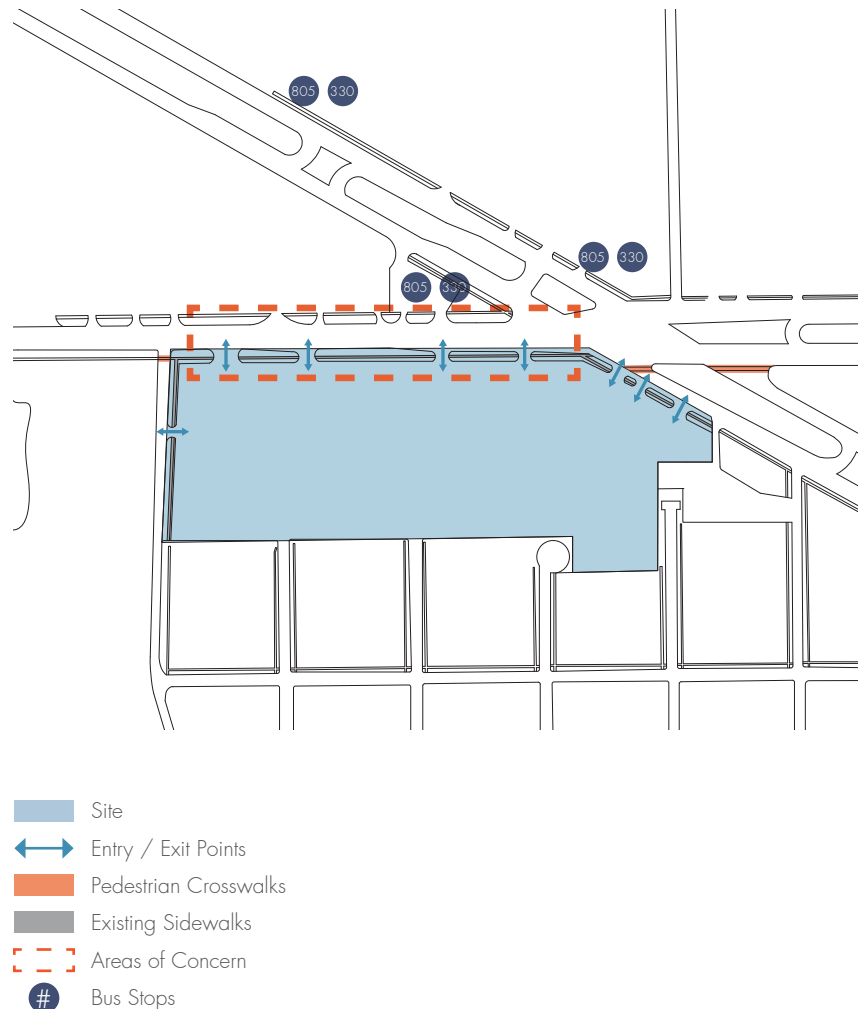 805 330
805 330
805 330
Site
Entry / Exit Points
Pedestrian Crosswalks
Existing Sidewalks
Areas of Concern
# Bus Stops